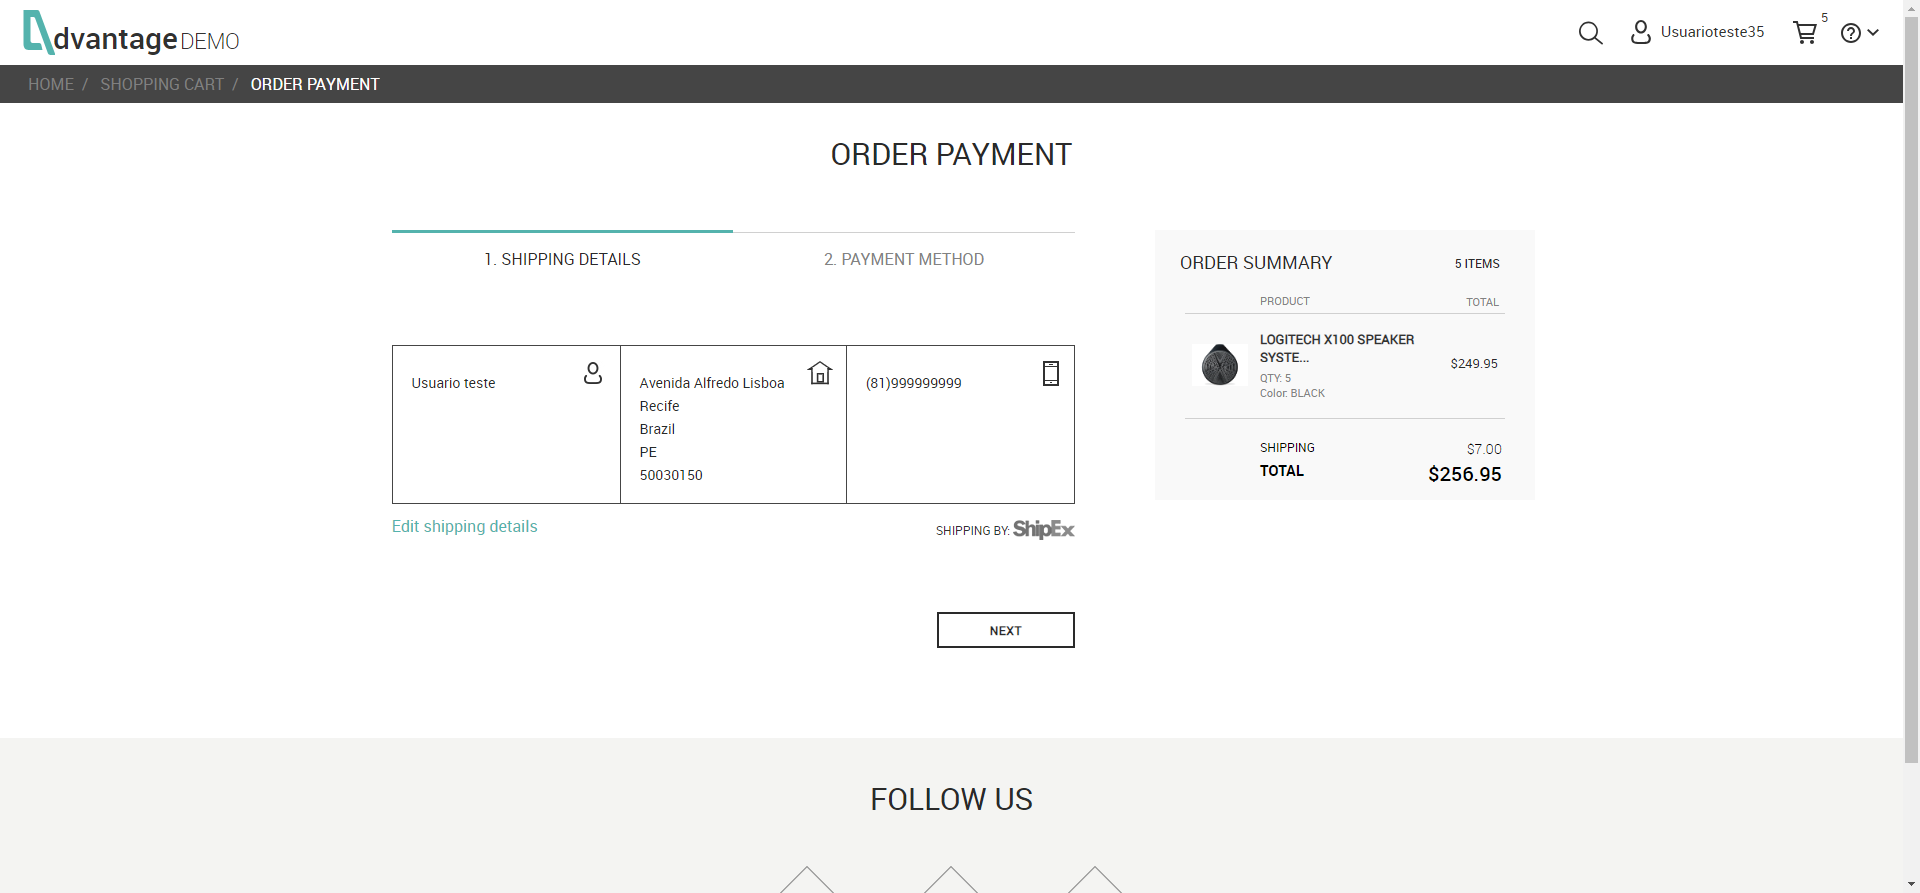 dvantage DEMO
Usuarioteste35
5
HOME / SHOPPING CART / ORDER PAYMENT
ORDER PAYMENT
1. SHIPPING DETAILS
2. PAYMENT METHOD
Usuario teste
Avenida Alfredo Lisboa
Recife
Brazil
PE
50030150
(81)999999999
Edit shipping details
SHIPPING BY: ShipEx
NEXT
ORDER SUMMARY
5 ITEMS
PRODUCT
TOTAL
LOGITECH X100 SPEAKER
SYSTE...
QTY: 5
Color: BLACK
$249.95
SHIPPING
$7.00
TOTAL
$256.95
FOLLOW US